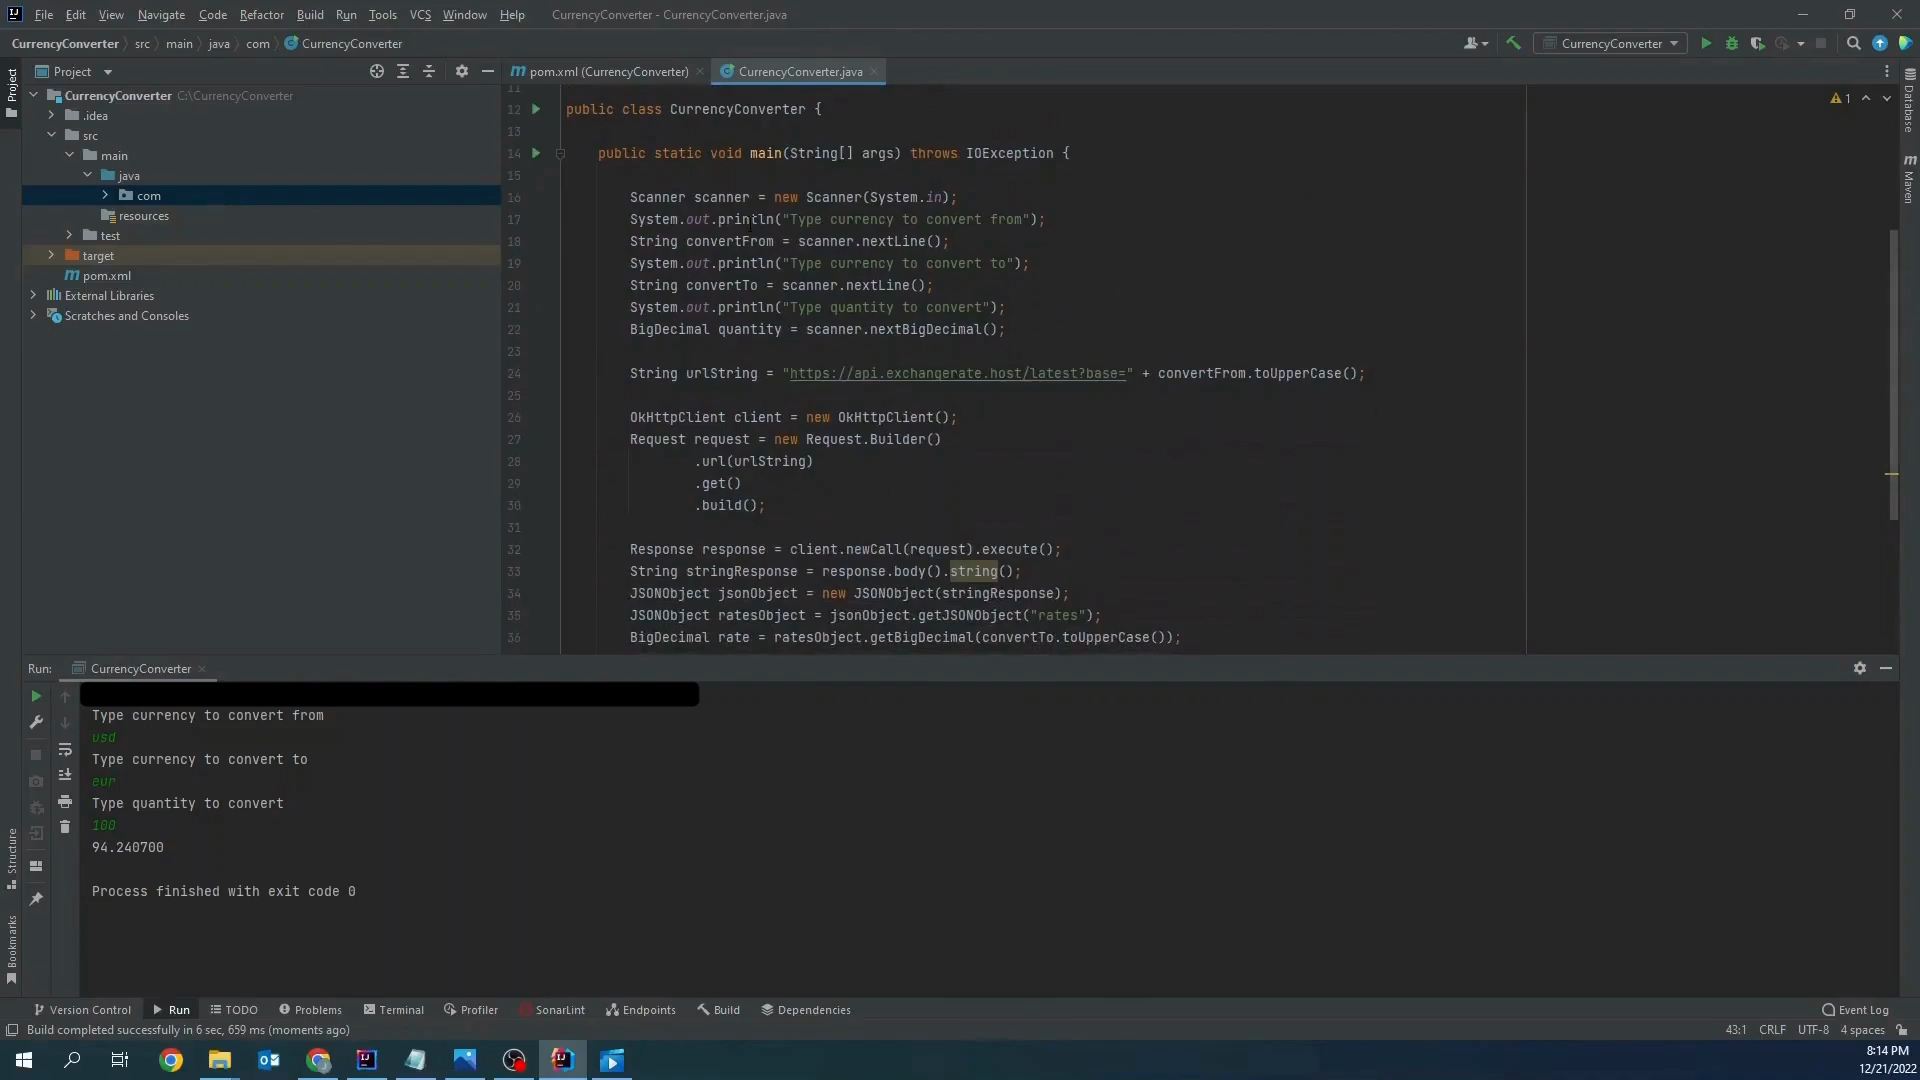 File Edit View Navigate Code Refactor Build Run Tools VCS Window Help CurrencyConverter - CurrencyConverter.java
CurrencyConverter src main java com CurrencyConverter CurrencyConverter
Project pom.xml (CurrencyConverter) CurrencyConverter.java
Project
Database
Maven
Structure
Bookmarks
CurrencyConverter C:\CurrencyConverter
.idea
src
main
java
com
resources
test
target
pom.xml
External Libraries
Scratches and Consoles
1
11
12 public class CurrencyConverter {
13
14 public static void main(String[] args) throws IOException {
15
16 Scanner scanner = new Scanner(System.in);
17 System.out.println("Type currency to convert from");
18 String convertFrom = scanner.nextLine();
19 System.out.println("Type currency to convert to");
20 String convertTo = scanner.nextLine();
21 System.out.println("Type quantity to convert");
22 BigDecimal quantity = scanner.nextBigDecimal();
23
24 String urlString = "https://api.exchangerate.host/latest?base=" + convertFrom.toUpperCase();
25
26 OkHttpClient client = new OkHttpClient();
27 Request request = new Request.Builder()
28 .url(urlString)
29 .get()
30 .build();
31
32 Response response = client.newCall(request).execute();
33 String stringResponse = response.body().string();
34 JSONObject jsonObject = new JSONObject(stringResponse);
35 JSONObject ratesObject = jsonObject.getJSONObject("rates");
36 BigDecimal rate = ratesObject.getBigDecimal(convertTo.toUpperCase());
Run: CurrencyConverter
Type currency to convert from
usd
Type currency to convert to
eur
Type quantity to convert
100
94.240700
Process finished with exit code 0
Version Control Run TODO Problems Terminal Profiler SonarLint Endpoints Build Dependencies Event Log
Build completed successfully in 6 sec, 659 ms (moments ago) 43:1 CRLF UTF-8 4 spaces
8:14 PM
12/21/2022